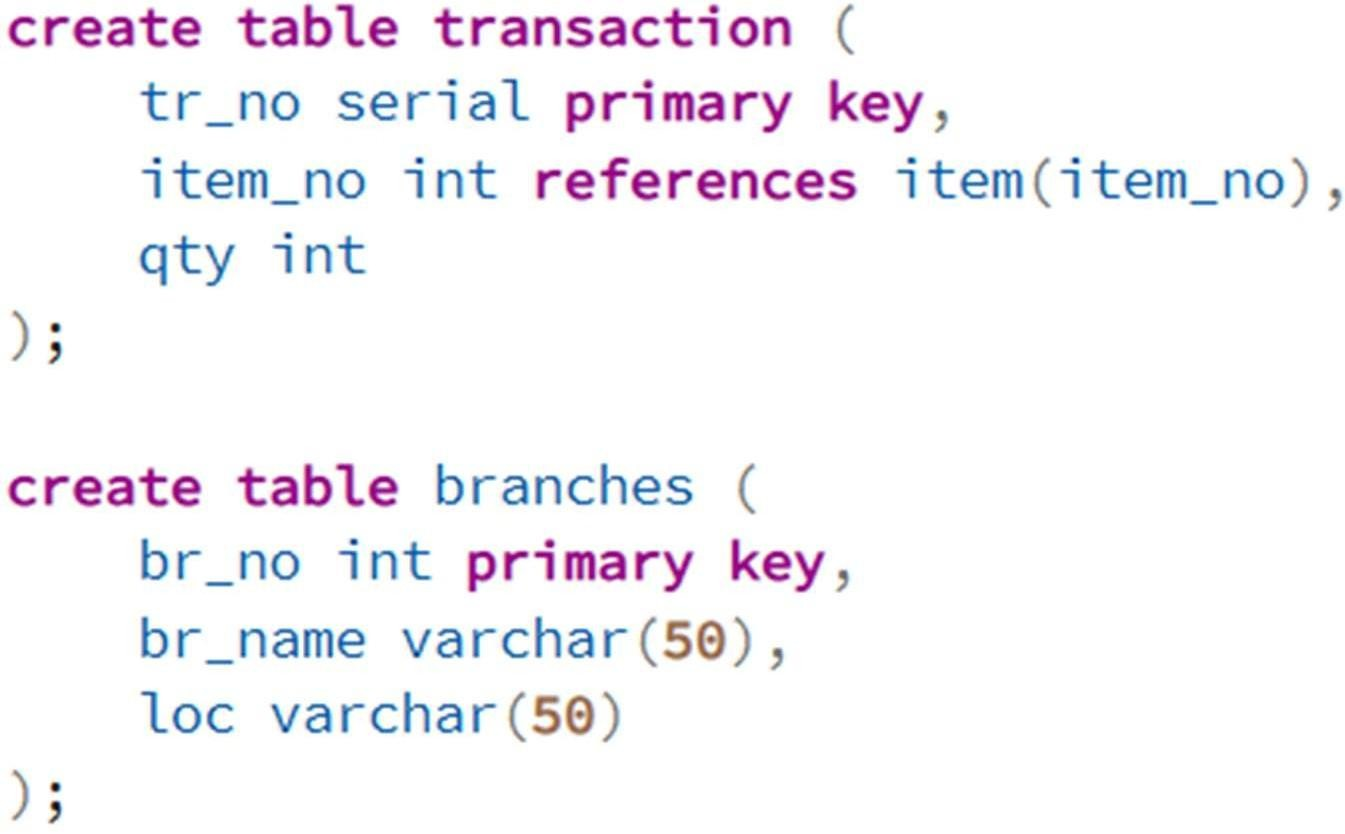 create table transaction (
tr_no serial primary key,
item_no int references item(item_no),
qty int
);
create table branches (
br_no int primary key,
br_name varchar(50),
loc varchar(50)
);